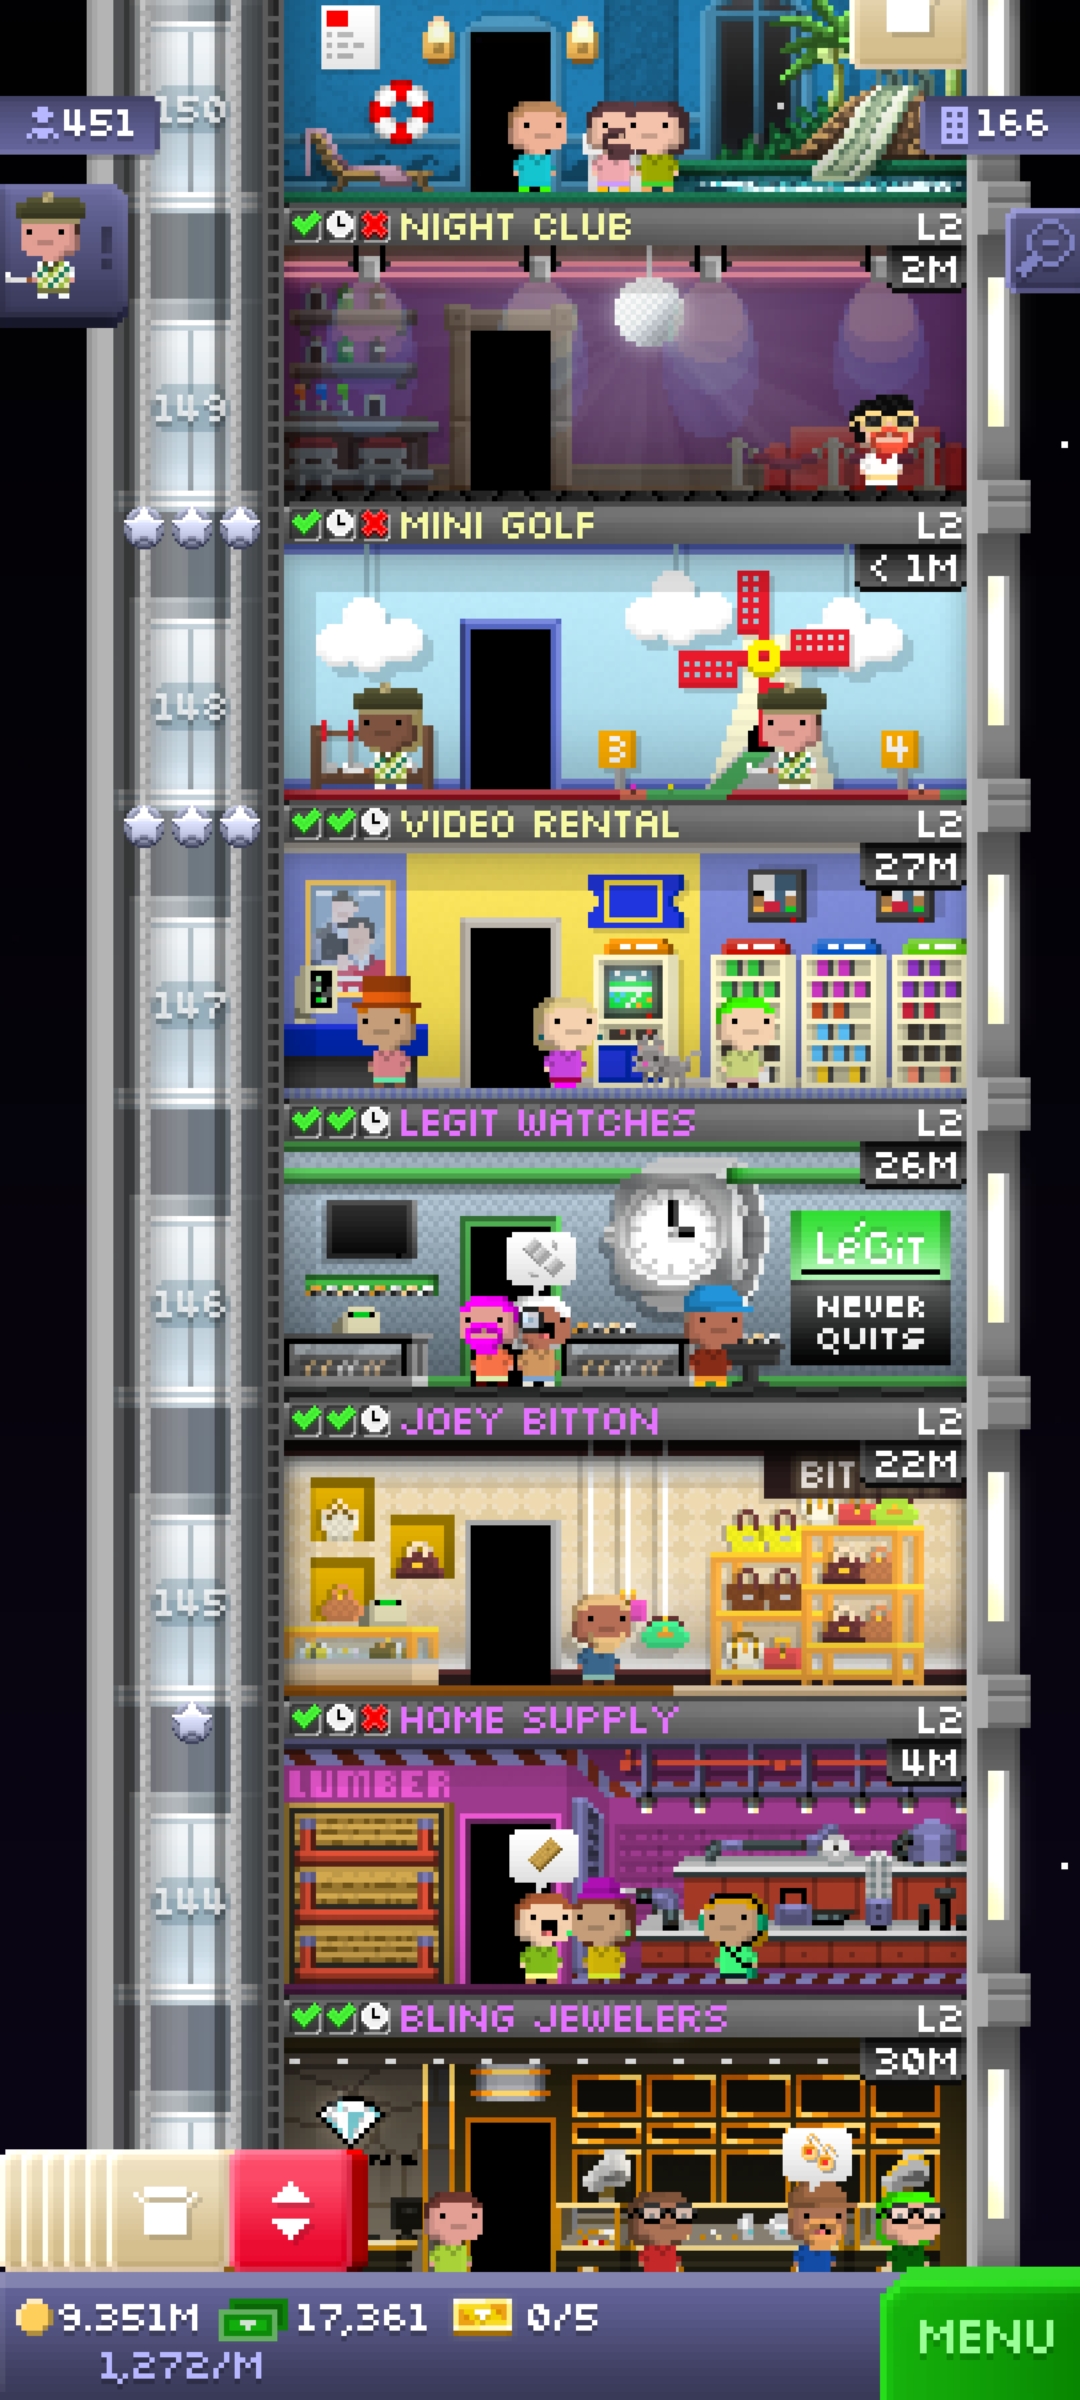 150
451
166
NIGHT CLUB L2
2M
149
MINI GOLF L2
< 1M
148
3
4
VIDEO RENTAL L2
27M
147
LEGIT WATCHES L2
26M
LéGiT
NEVER
QUITS
146
JOEY BITTON L2
22M
BIT
145
HOME SUPPLY L2
4M
LUMBER
144
BLING JEWELERS L2
30M
9.351M 17,361 0/5
1,272/M
MENU